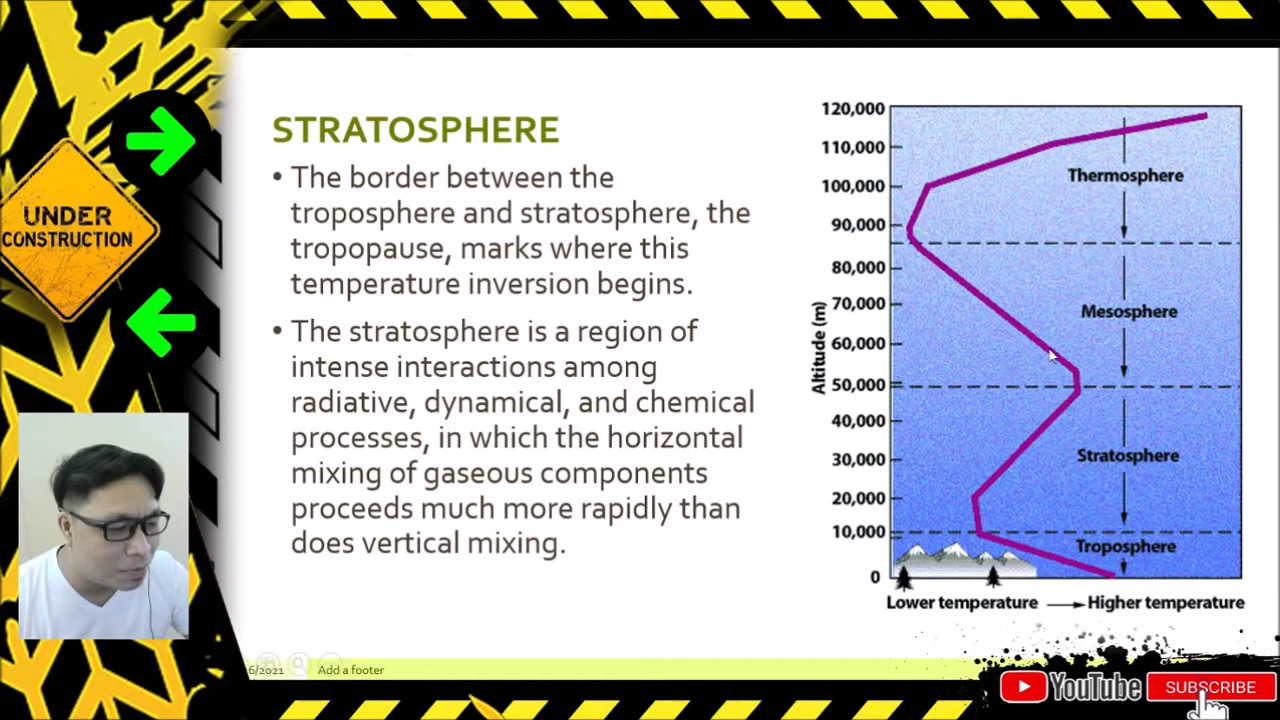 UNDER
CONSTRUCTION
STRATOSPHERE
• The border between the
troposphere and stratosphere, the
tropopause, marks where this
temperature inversion begins.
• The stratosphere is a region of
intense interactions among
radiative, dynamical, and chemical
processes, in which the horizontal
mixing of gaseous components
proceeds much more rapidly than
does vertical mixing.
120,000
110,000
100,000
90,000
80,000
70,000
60,000
50,000
40,000
30,000
20,000
10,000
0
Altitude (m)
Thermosphere
Mesosphere
Stratosphere
Troposphere
Lower temperature
Higher temperature
6/2021
Add a footer
YouTube
SUBSCRIBE